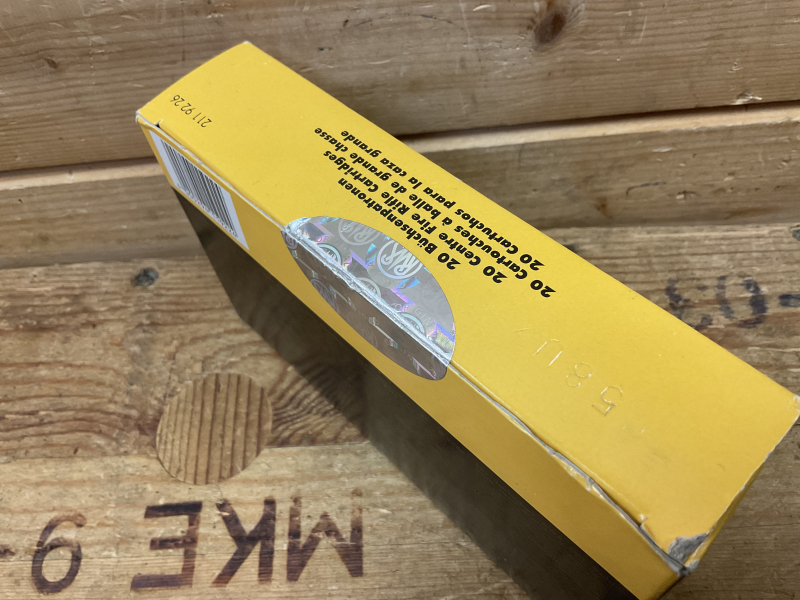 211 92 26
20 Büchsenpatronen
20 Centre Fire Rifle Cartridges
20 Cartouches à balle de grande chasse
20 Cartuchos para la caza grande
RWS
MKE